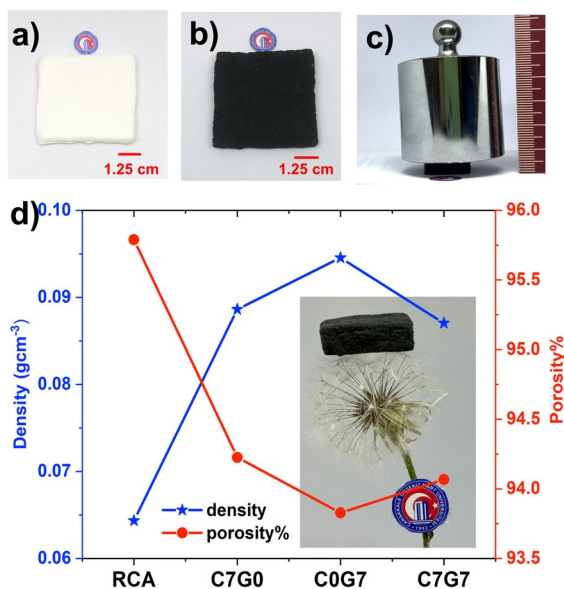 a)
b)
c)
1.25 cm
1.25 cm
d)
0.10
0.09
0.08
0.07
0.06
Density (gcm⁻³)
96.0
95.5
95.0
94.5
94.0
93.5
Porosity%
density
porosity%
RCA C7G0 C0G7 C7G7